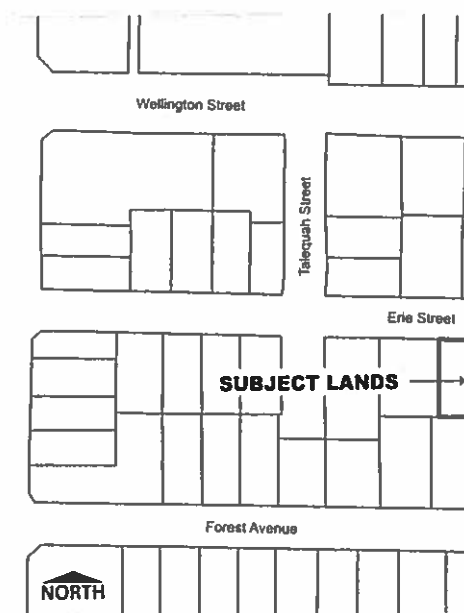 Wellington Street
Talequah Street
Erie Street
SUBJECT LANDS
Forest Avenue
NORTH